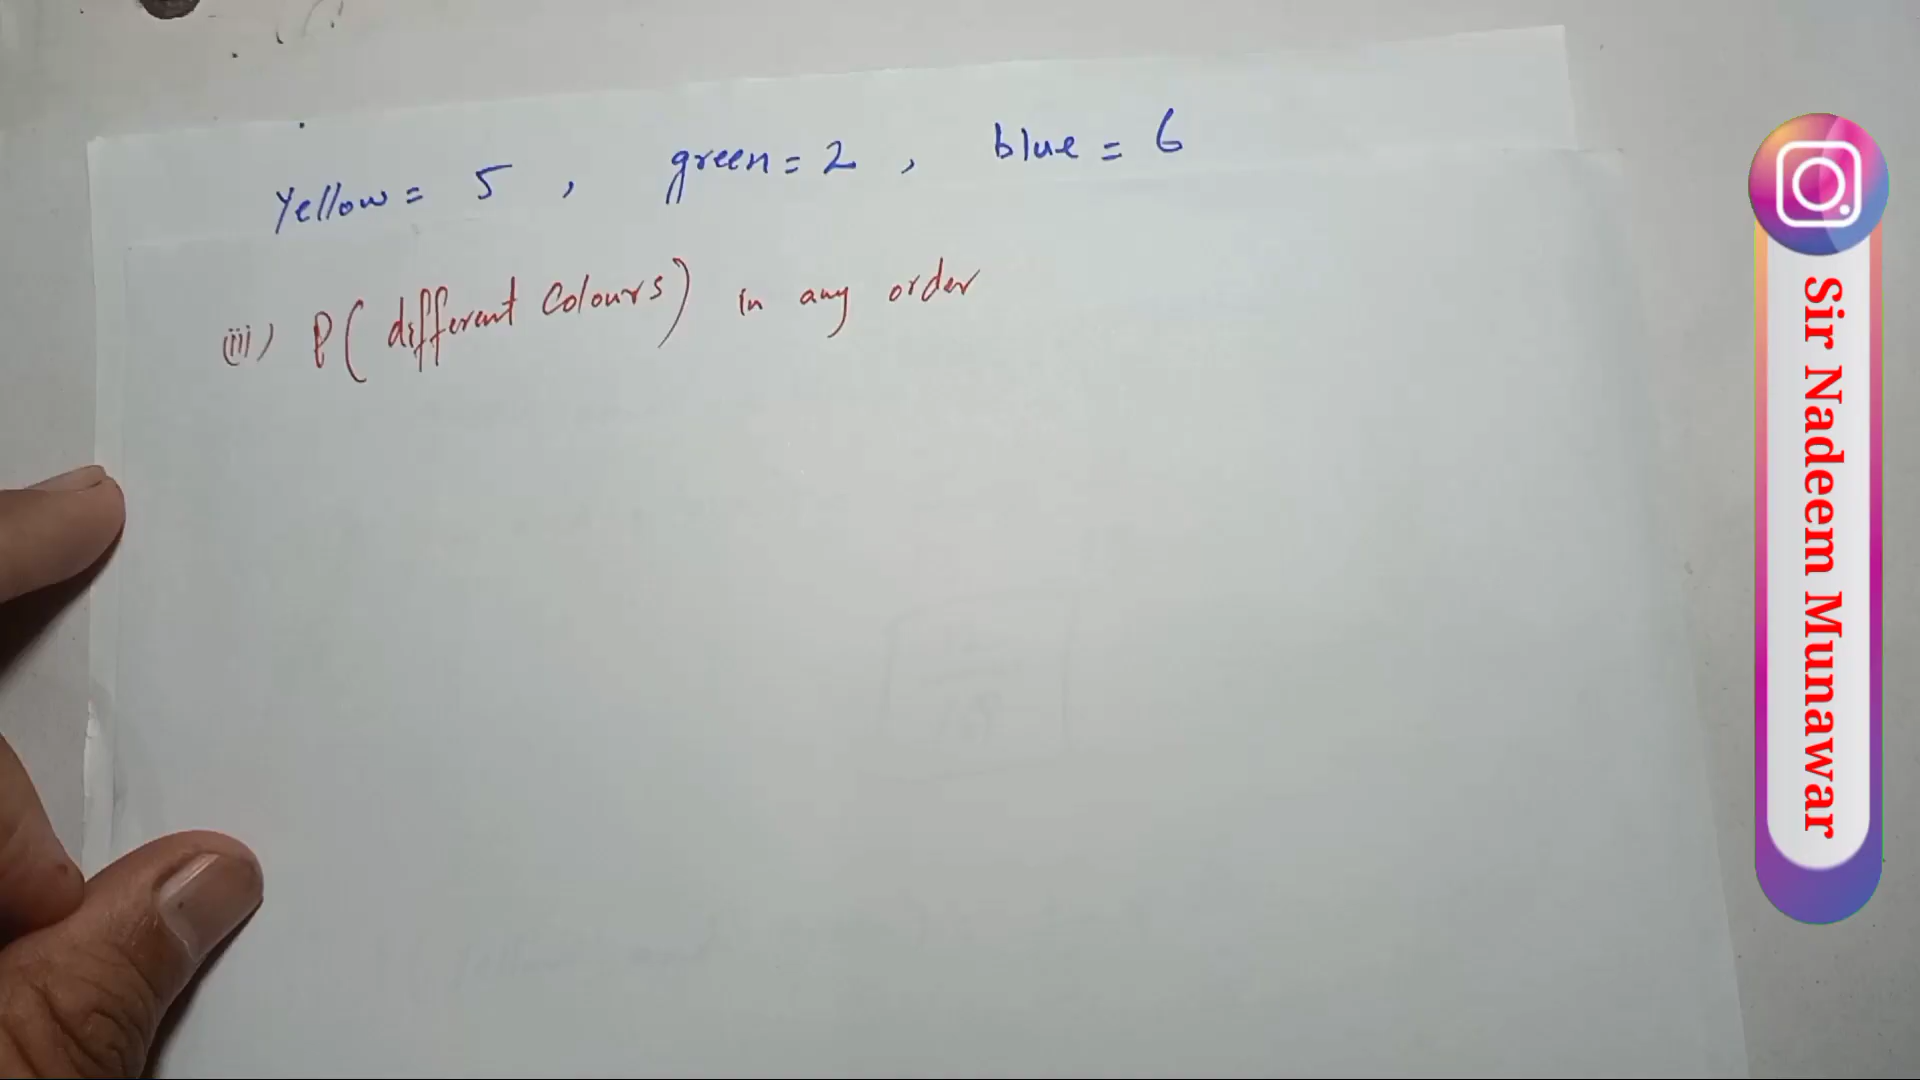 Yellow = 5 , green = 2 , blue = 6
(iii) P( different Colours) in any order
Sir Nadeem Munawar